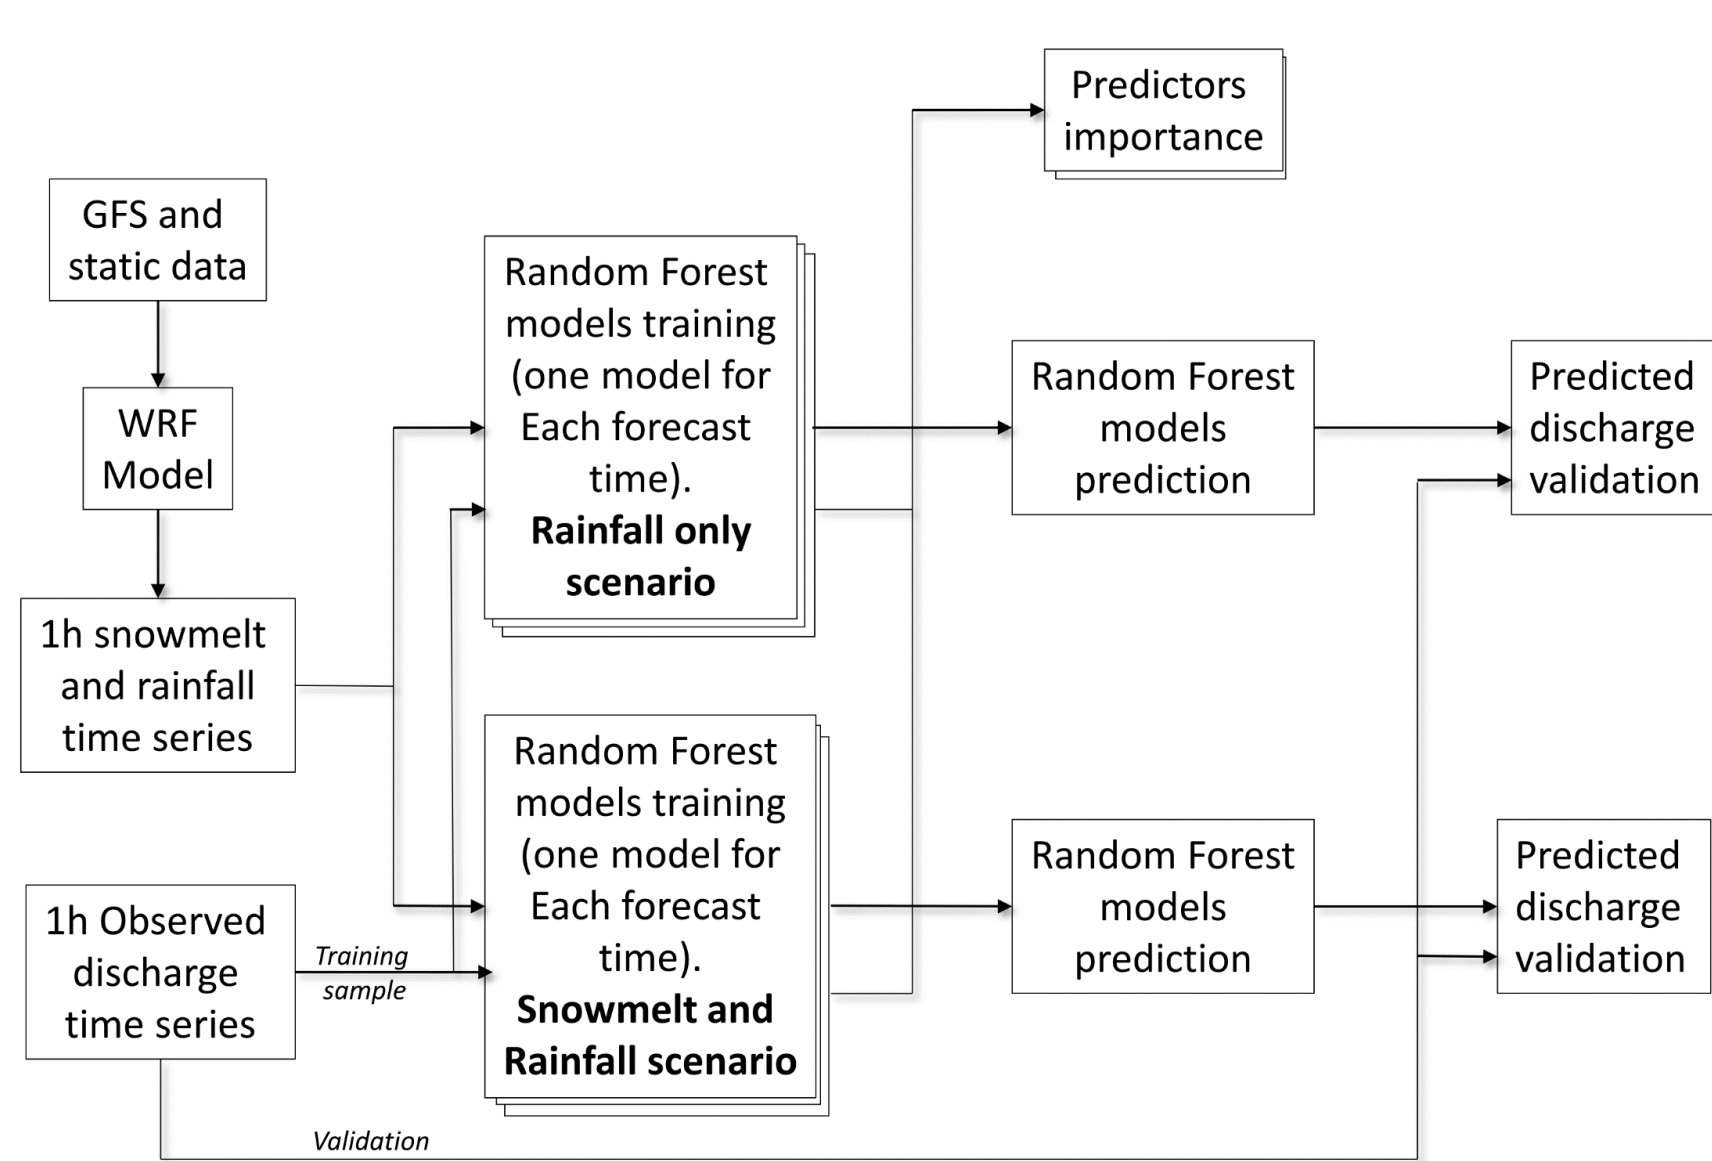 Predictors
importance
GFS and
static data
WRF
Model
1h snowmelt
and rainfall
time series
1h Observed
discharge
time series
Training
sample
Validation
Random Forest
models training
(one model for
Each forecast
time).
Rainfall only
scenario
Random Forest
models training
(one model for
Each forecast
time).
Snowmelt and
Rainfall scenario
Random Forest
models
prediction
Predicted
discharge
validation
Random Forest
models
prediction
Predicted
discharge
validation